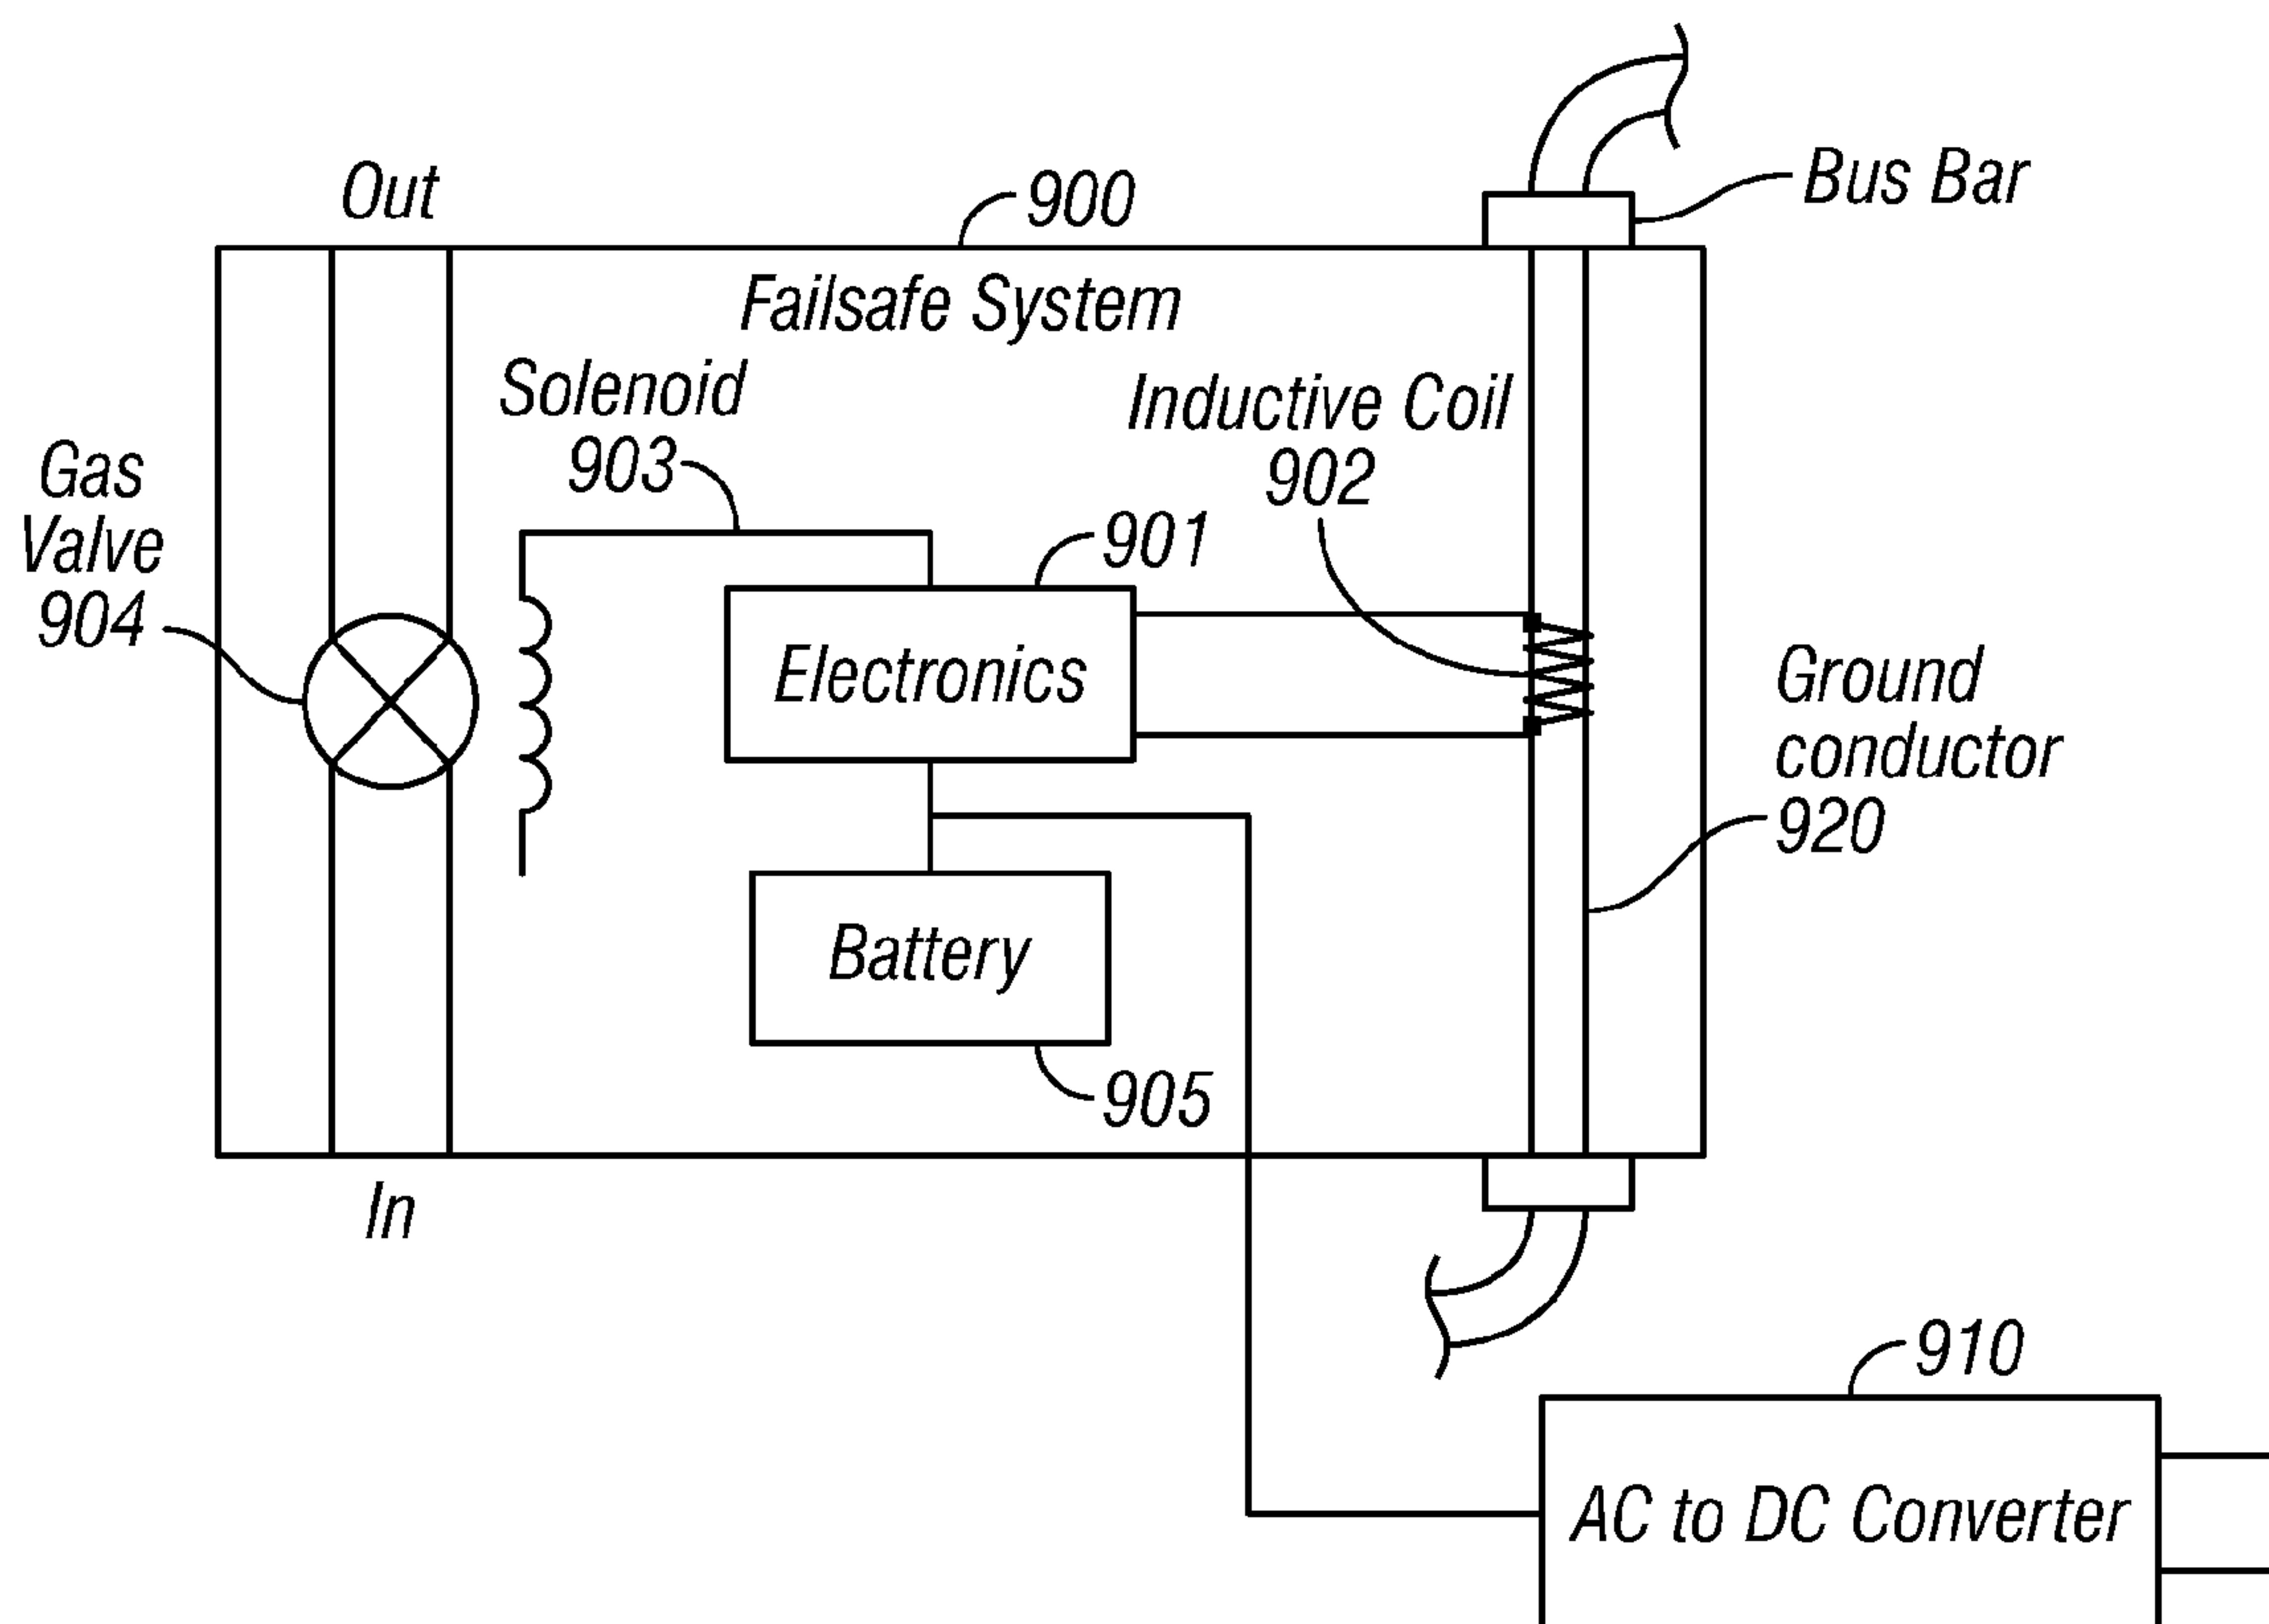 Out
900
Bus Bar
Failsafe System
Solenoid
903
Inductive Coil
902
Gas
Valve
904
901
Electronics
Ground
conductor
920
Battery
905
In
910
AC to DC Converter